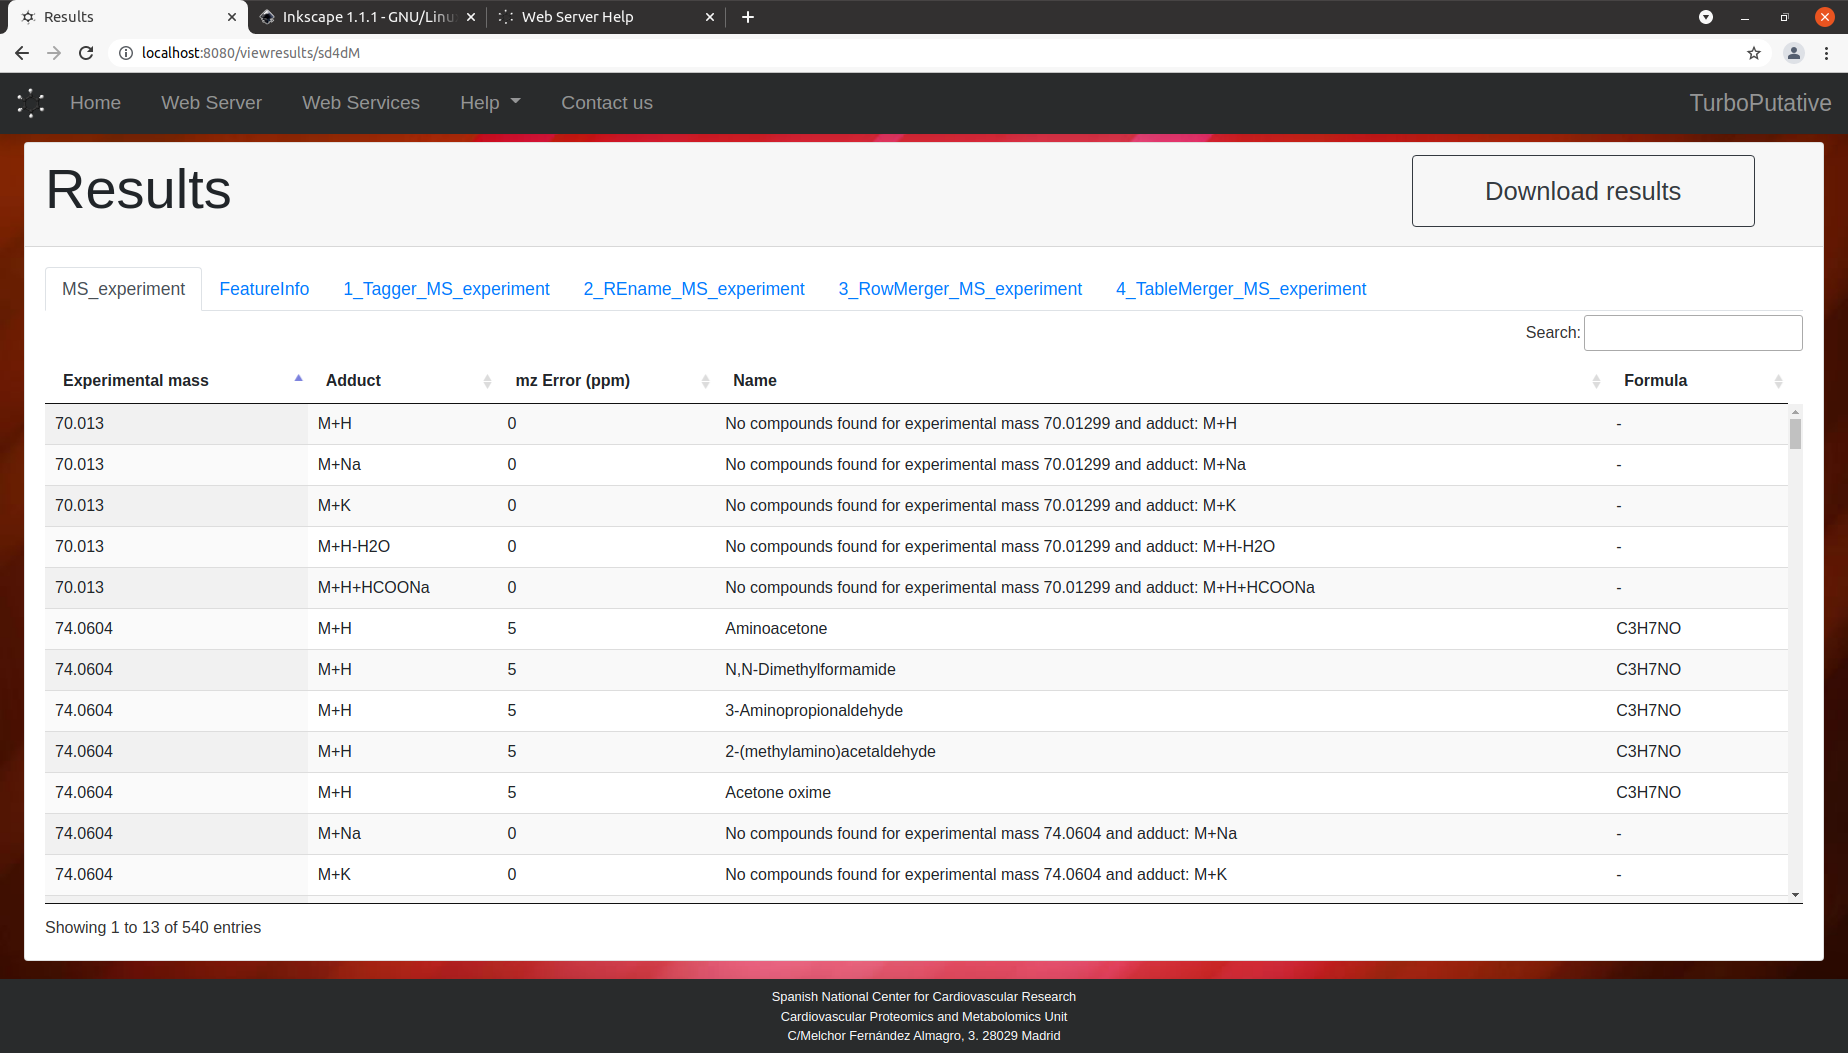 Results
Inkscape 1.1.1 - GNU/Linu
Web Server Help
localhost:8080/viewresults/sd4dM
Home Web Server Web Services Help Contact us TurboPutative
Results Download results
MS_experiment FeatureInfo 1_Tagger_MS_experiment 2_REname_MS_experiment 3_RowMerger_MS_experiment 4_TableMerger_MS_experiment
Search:
Experimental mass Adduct mz Error (ppm) Name Formula
70.013 M+H 0 No compounds found for experimental mass 70.01299 and adduct: M+H -
70.013 M+Na 0 No compounds found for experimental mass 70.01299 and adduct: M+Na -
70.013 M+K 0 No compounds found for experimental mass 70.01299 and adduct: M+K -
70.013 M+H-H2O 0 No compounds found for experimental mass 70.01299 and adduct: M+H-H2O -
70.013 M+H+HCOONa 0 No compounds found for experimental mass 70.01299 and adduct: M+H+HCOONa -
74.0604 M+H 5 Aminoacetone C3H7NO
74.0604 M+H 5 N,N-Dimethylformamide C3H7NO
74.0604 M+H 5 3-Aminopropionaldehyde C3H7NO
74.0604 M+H 5 2-(methylamino)acetaldehyde C3H7NO
74.0604 M+H 5 Acetone oxime C3H7NO
74.0604 M+Na 0 No compounds found for experimental mass 74.0604 and adduct: M+Na -
74.0604 M+K 0 No compounds found for experimental mass 74.0604 and adduct: M+K -
Showing 1 to 13 of 540 entries
Spanish National Center for Cardiovascular Research
Cardiovascular Proteomics and Metabolomics Unit
C/Melchor Fernández Almagro, 3. 28029 Madrid